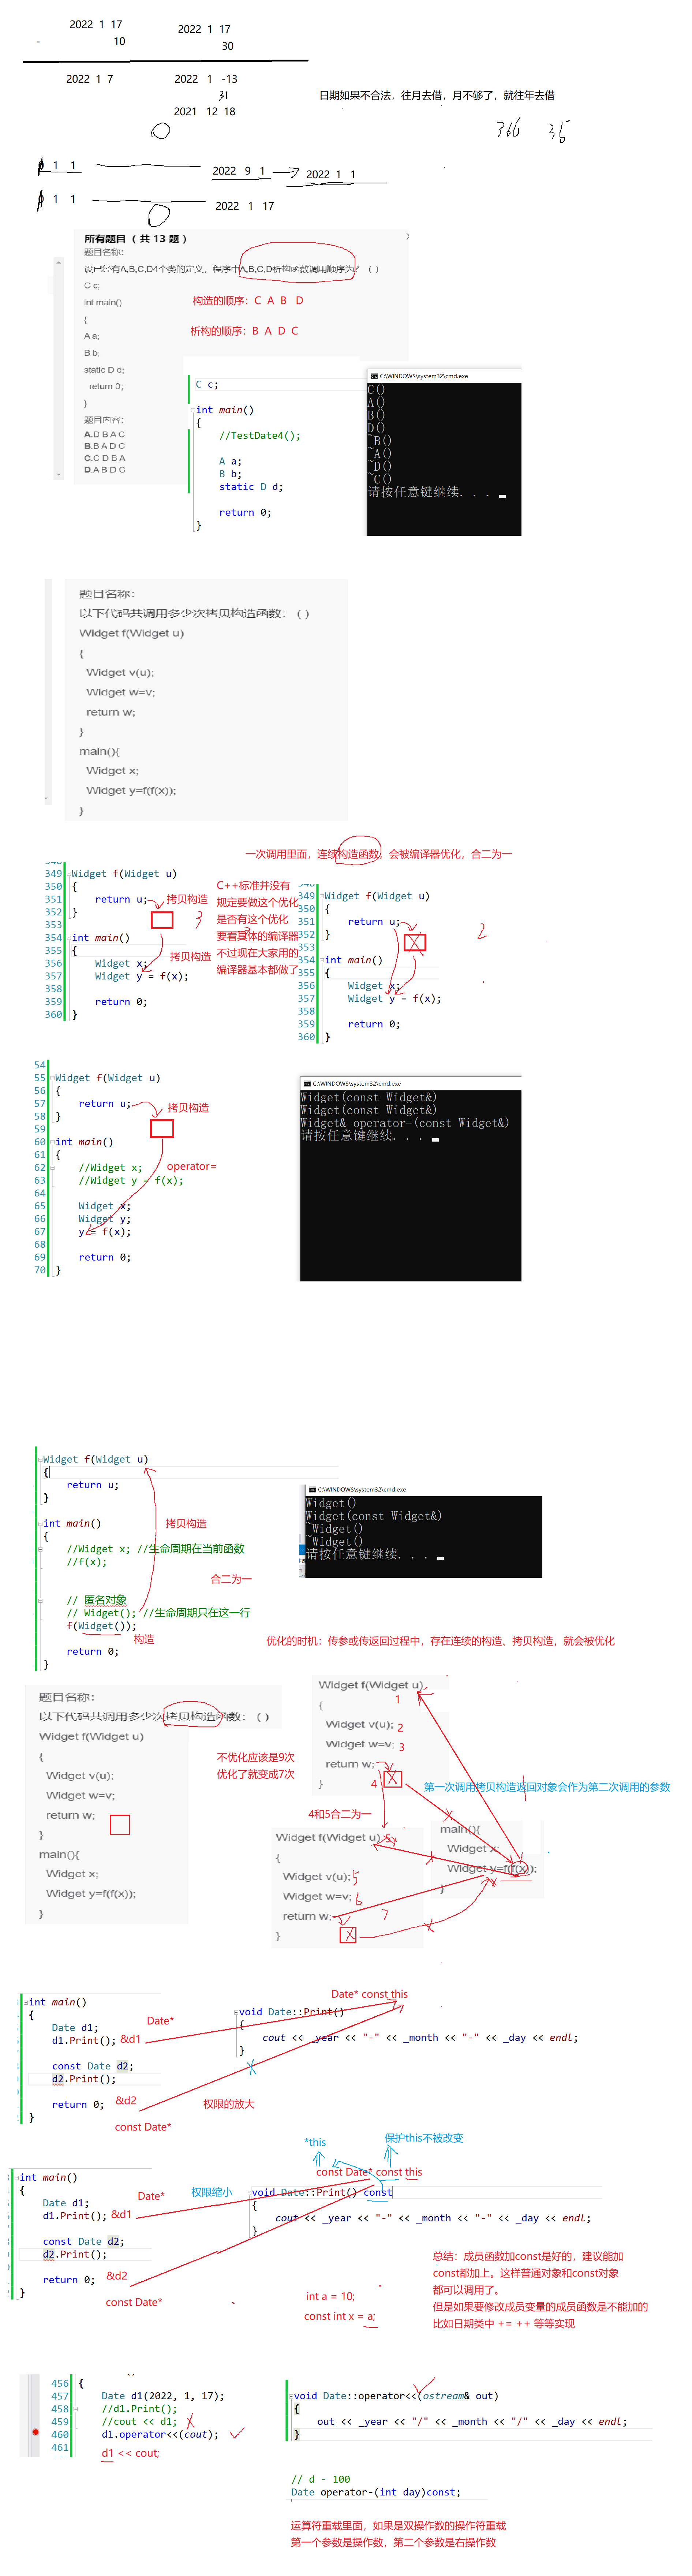 2022 1 17
- 10
2022 1 7
2022 1 17
30
2022 1 -13
31
2021 12 18
日期如果不合法，往月去借，月不够了，就往年去借
366
0 1 1
2022 9 1
2022 1 1
0 1 1
2022 1 17
所有题目（共 13 题）
题目名称：
设已经有A,B,C,D4个类的定义，程序中A,B,C,D析构函数调用顺序为？（ ）
C c;
int main()
{
A a;
B b;
static D d;
return 0;
}
题目内容：
A.D B A C
B.B A D C
C.C D B A
D.A B D C
构造的顺序：C A B D
析构的顺序：B A D C
C c;
int main()
{
//TestDate4();
A a;
B b;
static D d;
return 0;
}
C:\WINDOWS\system32\cmd.exe
C()
A()
B()
D()
~B()
~A()
~D()
~C()
请按任意键继续. . .
题目名称：
以下代码共调用多少次拷贝构造函数：（ ）
Widget f(Widget u)
{
Widget v(u);
Widget w=v;
return w;
}
main(){
Widget x;
Widget y=f(f(x));
}
一次调用里面，连续构造函数，会被编译器优化，合二为一
349 Widget f(Widget u)
350 {
351 return u;
352 }
353
354 int main()
355 {
356 Widget x;
357 Widget y = f(x);
358
359 return 0;
360 }
拷贝构造
3
拷贝构造
C++标准并没有
规定要做这个优化
是否有这个优化
要看具体的编译器
不过现在大家用的
编译器基本都做了
349 Widget f(Widget u)
350 {
351 return u;
352 }
353
354 int main()
355 {
356 Widget x;
357 Widget y = f(x);
358
359 return 0;
360 }
2
54
55 Widget f(Widget u)
56 {
57 return u;
58 }
59
60 int main()
61 {
62 //Widget x;
63 //Widget y = f(x);
64
65 Widget x;
66 Widget y;
67 y = f(x);
68
69 return 0;
70 }
拷贝构造
operator=
C:\WINDOWS\system32\cmd.exe
Widget(const Widget&)
Widget(const Widget&)
Widget& operator=(const Widget&)
请按任意键继续. . .
Widget f(Widget u)
{
return u;
}
int main()
{
//Widget x; //生命周期在当前函数
//f(x);
// 匿名对象
// Widget(); //生命周期只在这一行
f(Widget());
return 0;
}
拷贝构造
合二为一
构造
C:\WINDOWS\system32\cmd.exe
Widget()
Widget(const Widget&)
~Widget()
~Widget()
请按任意键继续. . .
优化的时机：传参或传返回过程中，存在连续的构造、拷贝构造，就会被优化
题目名称：
以下代码共调用多少次拷贝构造函数：（ ）
Widget f(Widget u)
{
Widget v(u);
Widget w=v;
return w;
}
main(){
Widget x;
Widget y=f(f(x));
}
不优化应该是9次
优化了就变成7次
Widget f(Widget u)
1
{
Widget v(u); 2
Widget w=v; 3
return w;
} 4
第一次调用拷贝构造返回对象会作为第二次调用的参数
4和5合二为一
Widget f(Widget u) 5
{
Widget v(u); 5
Widget w=v; 6
return w; 7
}
main(){
Widget x;
Widget y=f(f(x));
}
int main()
{
Date d1;
d1.Print();
const Date d2;
d2.Print();
return 0;
}
Date*
&d1
&d2
const Date*
Date* const this
void Date::Print()
{
cout << _year << "-" << _month << "-" << _day << endl;
}
权限的放大
int main()
{
Date d1;
d1.Print();
const Date d2;
d2.Print();
return 0;
}
Date*
&d1
&d2
const Date*
权限缩小
*this
保护this不被改变
const Date* const this
void Date::Print() const
{
cout << _year << "-" << _month << "-" << _day << endl;
}
int a = 10;
const int x = a;
总结：成员函数加const是好的，建议能加
const都加上。这样普通对象和const对象
都可以调用了。
但是如果要修改成员变量的成员函数是不能加的
比如日期类中 += ++ 等等实现
456 {
457 Date d1(2022, 1, 17);
458 //d1.Print();
459 //cout << d1;
460 d1.operator<<(cout);
461
d1 << cout;
void Date::operator<<(ostream& out)
{
out << _year << "/" << _month << "/" << _day << endl;
}
// d - 100
Date operator-(int day)const;
运算符重载里面，如果是双操作数的操作符重载
第一个参数是操作数，第二个参数是右操作数